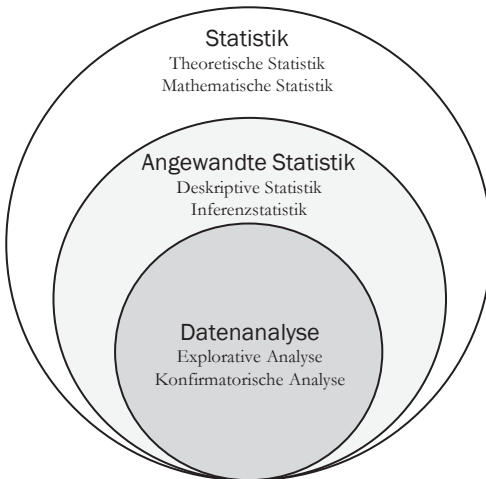 Statistik
Theoretische Statistik
Mathematische Statistik
Angewandte Statistik
Deskriptive Statistik
Inferenzstatistik
Datenanalyse
Explorative Analyse
Konfirmatorische Analyse